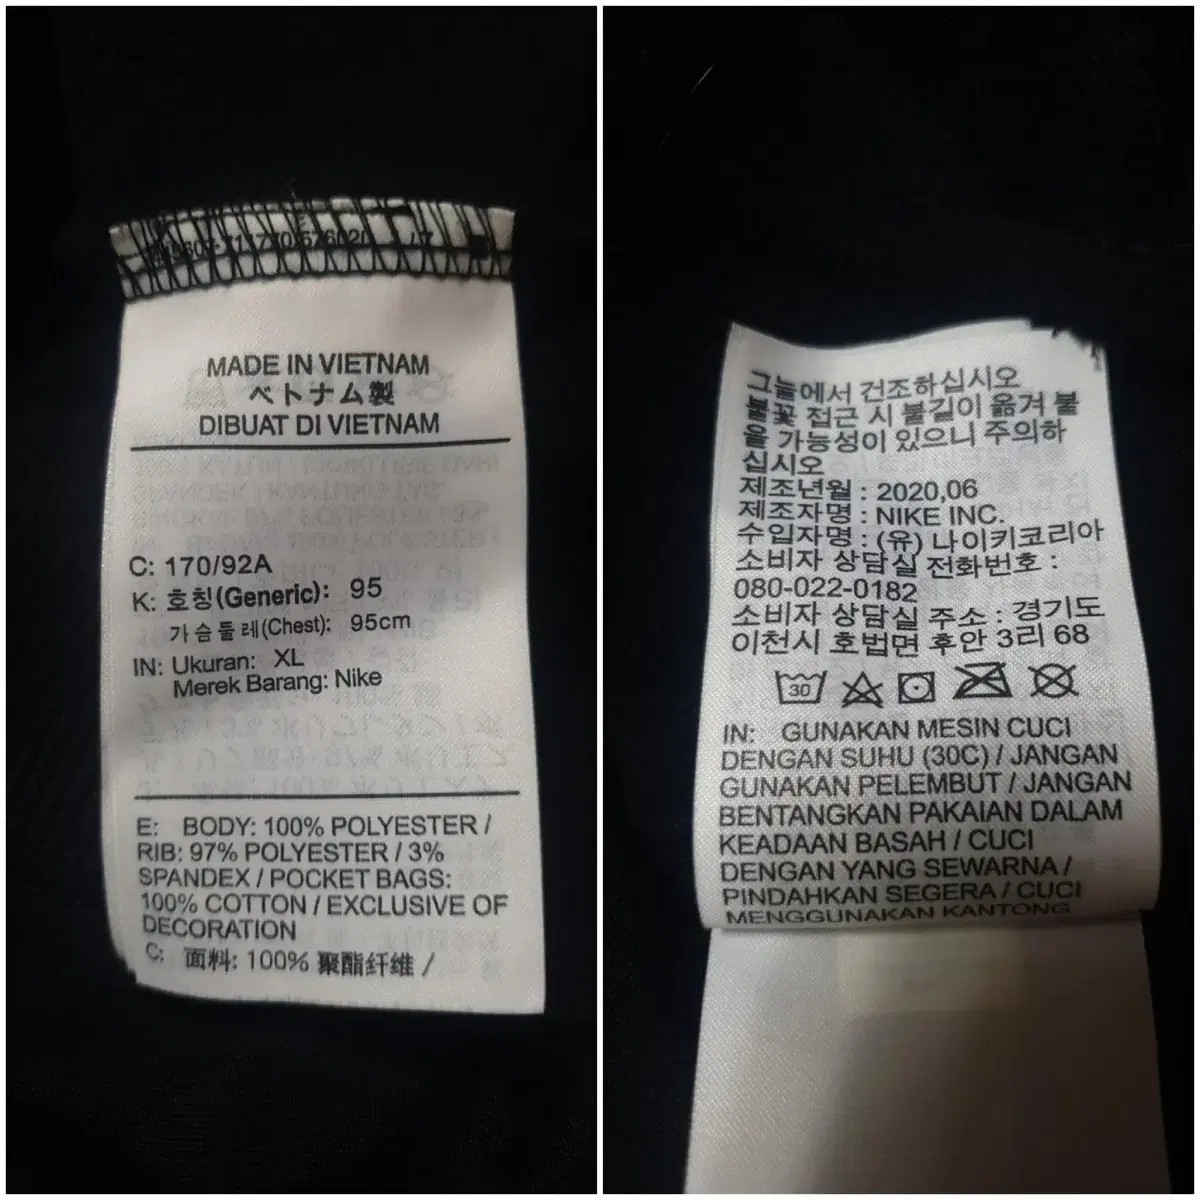 MADE IN VIETNAM
ベトナム製
DIBUAT DI VIETNAM
C: 170/92A
K: 호칭(Generic): 95
가슴둘레(Chest): 95cm
IN: Ukuran: XL
Merek Barang: Nike
E: BODY: 100% POLYESTER /
RIB: 97% POLYESTER / 3%
SPANDEX / POCKET BAGS:
100% COTTON / EXCLUSIVE OF
DECORATION
C: 面料: 100% 聚酯纤维 /
그늘에서 건조하십시오
불꽃 접근 시 불길이 옮겨 붙
을 가능성이 있으니 주의하
십시오
제조년월 : 2020,06
제조자명 : NIKE INC.
수입자명 : (유) 나이키코리아
소비자 상담실 전화번호 :
080-022-0182
소비자 상담실 주소 : 경기도
이천시 호법면 후안 3리 68
30
IN: GUNAKAN MESIN CUCI
DENGAN SUHU (30C) / JANGAN
GUNAKAN PELEMBUT / JANGAN
BENTANGKAN PAKAIAN DALAM
KEADAAN BASAH / CUCI
DENGAN YANG SEWARNA /
PINDAHKAN SEGERA / CUCI
MENGGUNAKAN KANTONG